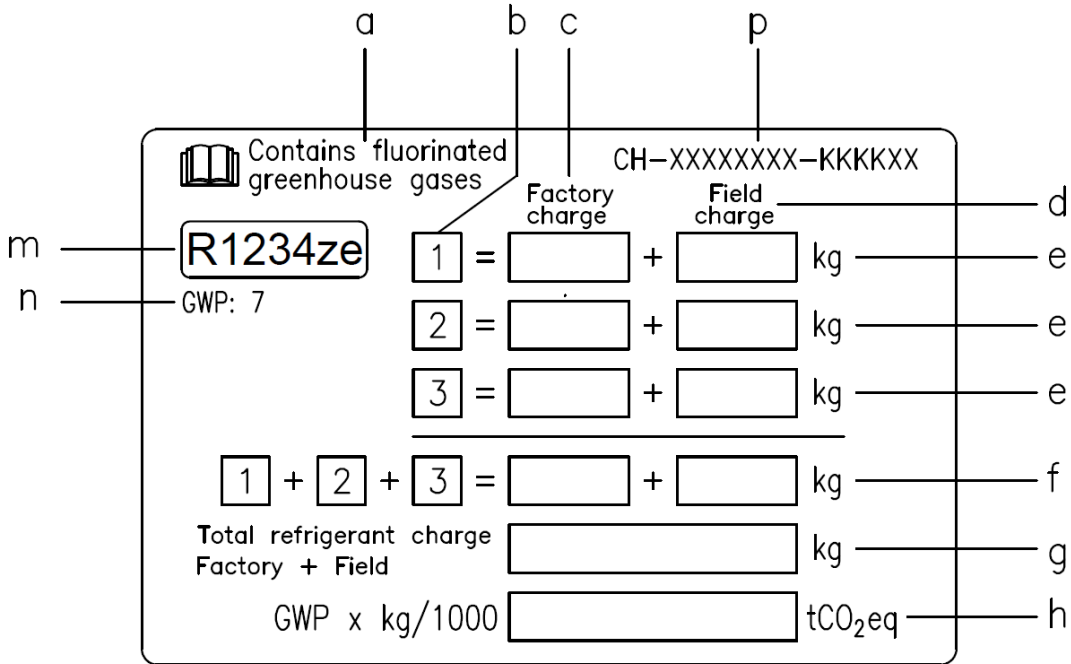 a b c p
Contains fluorinated
greenhouse gases
CH-XXXXXXXX-KKKKXX
Factory
charge
Field
charge
d
m
R1234ze
1 = + kg e
n
GWP: 7
2 = + kg e
3 = + kg e
1 + 2 + 3 = + kg f
Total refrigerant charge
Factory + Field
kg g
GWP x kg/1000 tCO₂eq h